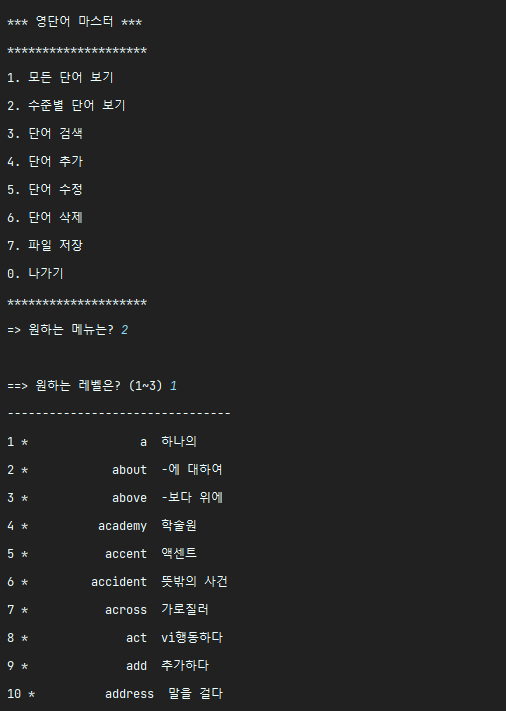 *** 영단어 마스터 ***
********************
1. 모든 단어 보기
2. 수준별 단어 보기
3. 단어 검색
4. 단어 추가
5. 단어 수정
6. 단어 삭제
7. 파일 저장
0. 나가기
********************
=> 원하는 메뉴는? 2
==> 원하는 레벨은? (1~3) 1
--------------------------------
1 *                a  하나의
2 *            about  -에 대하여
3 *            above  -보다 위에
4 *          academy  학술원
5 *           accent  액센트
6 *         accident  뜻밖의 사건
7 *           across  가로질러
8 *              act  vi행동하다
9 *              add  추가하다
10 *          address  말을 걸다